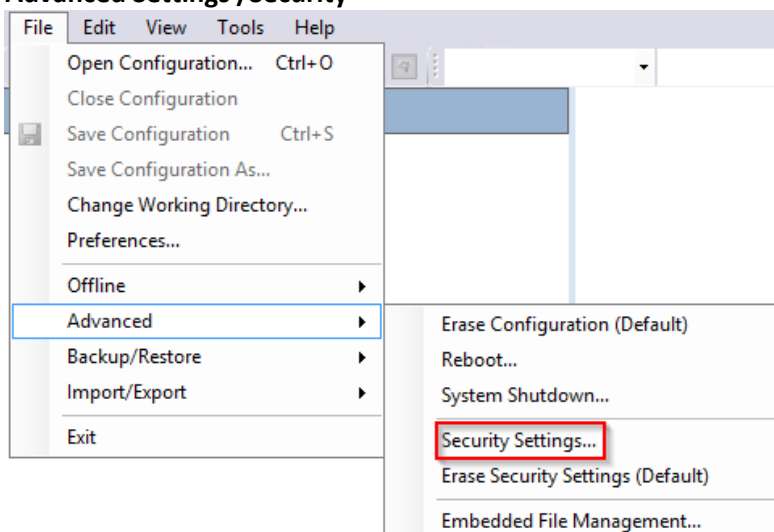 Advanced Settings /Security
File Edit View Tools Help
Open Configuration... Ctrl+O
Close Configuration
Save Configuration Ctrl+S
Save Configuration As...
Change Working Directory...
Preferences...
Offline
Advanced
Backup/Restore
Import/Export
Exit
Erase Configuration (Default)
Reboot...
System Shutdown...
Security Settings...
Erase Security Settings (Default)
Embedded File Management...